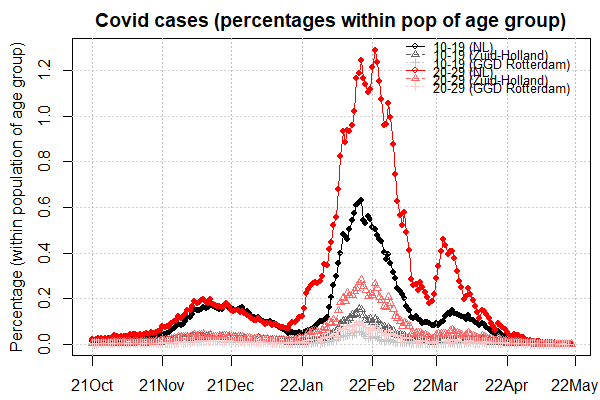 Covid cases (percentages within pop of age group)
10-19 (NL)
10-19 (Zuid-Holland)
10-19 (GGD Rotterdam)
20-29 (NL)
20-29 (Zuid-Holland)
20-29 (GGD Rotterdam)
Percentage (within population of age group)
1.2
1.0
0.8
0.6
0.4
0.2
0.0
21Oct 21Nov 21Dec 22Jan 22Feb 22Mar 22Apr 22May